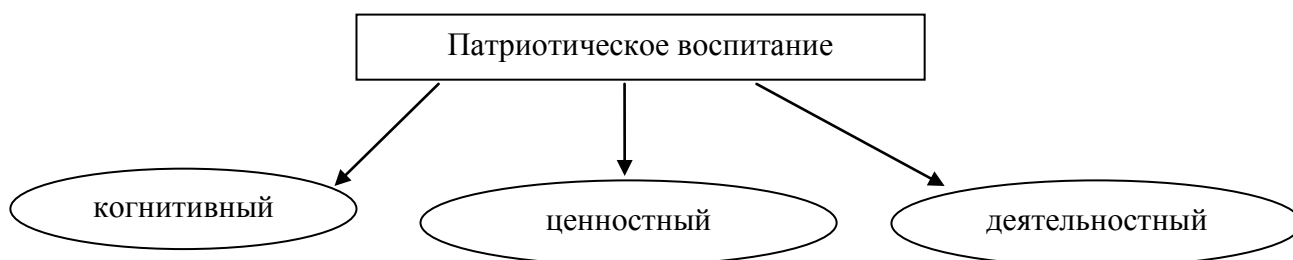 Патриотическое воспитание
когнитивный
ценностный
деятельностный